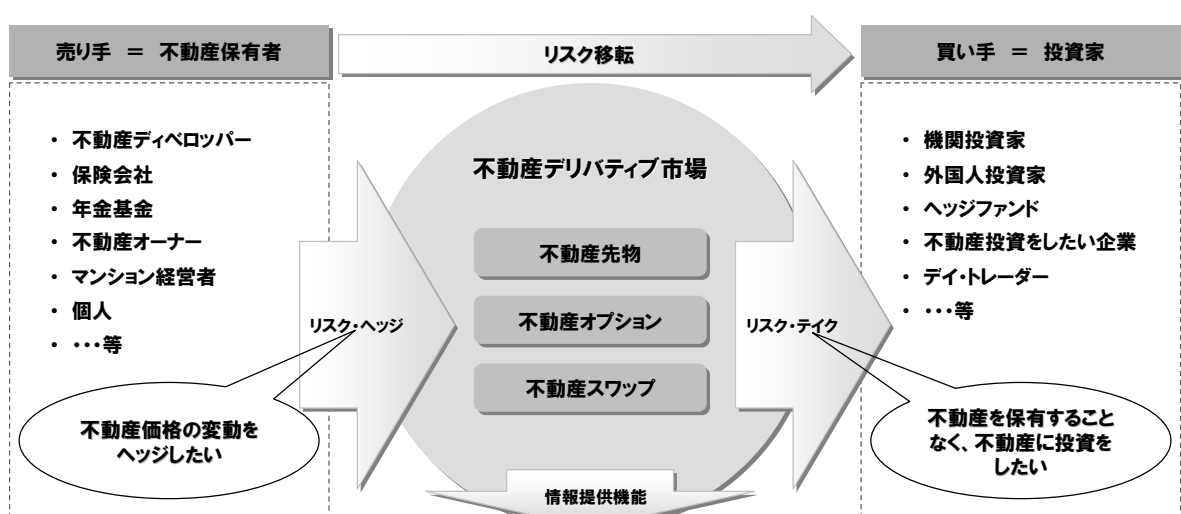 売り手 = 不動産保有者
リスク移転
買い手 = 投資家
・ 不動産ディベロッパー
・ 保険会社
・ 年金基金
・ 不動産オーナー
・ マンション経営者
・ 個人
・ ・・・等
リスク・ヘッジ
不動産価格の変動を
ヘッジしたい
不動産デリバティブ市場
不動産先物
不動産オプション
不動産スワップ
情報提供機能
リスク・テイク
・ 機関投資家
・ 外国人投資家
・ ヘッジファンド
・ 不動産投資をしたい企業
・ デイ・トレーダー
・ ・・・等
不動産を保有すること
なく、不動産に投資を
したい